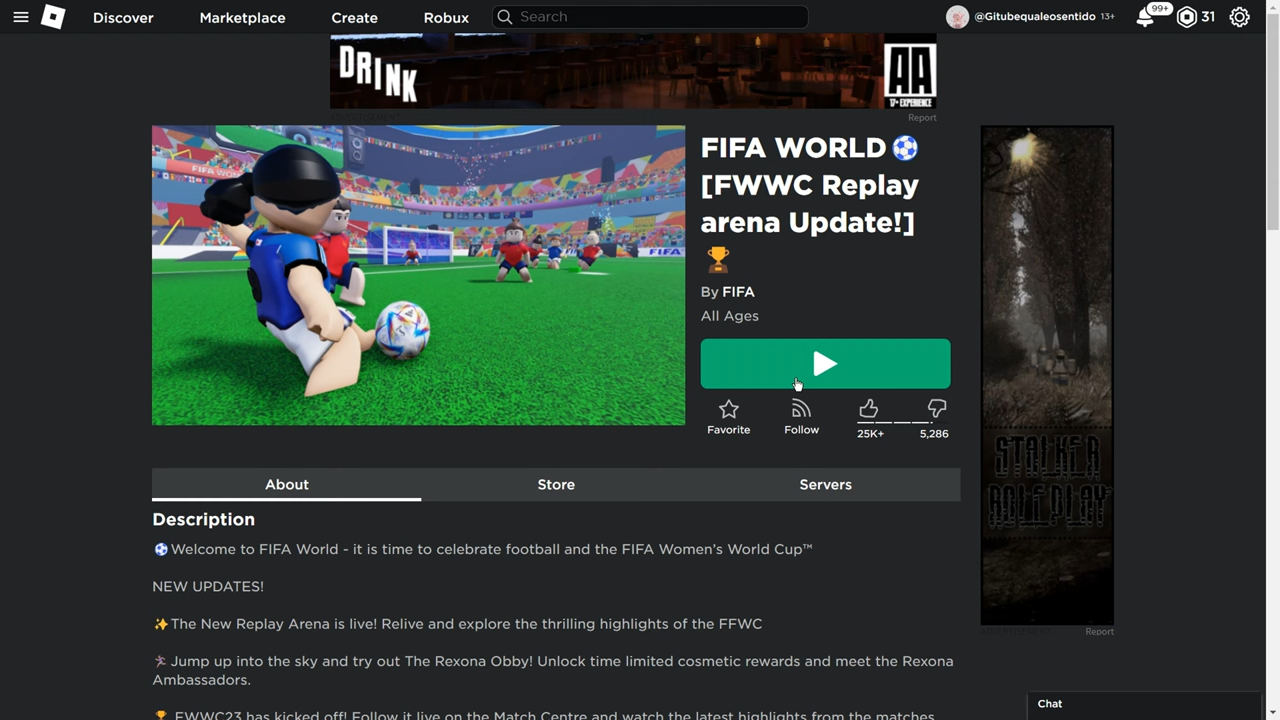 Discover
Marketplace
Create
Robux
Search
@Gitubequaleosentido 13+
99+
31
DRINK
AA
17+ EXPERIENCE
ADVERTISEMENT
Report
FIFA WORLD⚽
[FWWC Replay
arena Update!]
🏆
By FIFA
All Ages
Favorite
Follow
25K+
5,286
FIFA
STALKER
ROLEPLAY
ADVERTISEMENT
Report
About
Store
Servers
Description
⚽Welcome to FIFA World - it is time to celebrate football and the FIFA Women's World Cup™
NEW UPDATES!
✨The New Replay Arena is live! Relive and explore the thrilling highlights of the FFWC
Jump up into the sky and try out The Rexona Obby! Unlock time limited cosmetic rewards and meet the Rexona
Ambassadors.
🏆 FWWC23 has kicked off! Follow it live on the Match Centre and watch the latest highlights from the matches
Chat